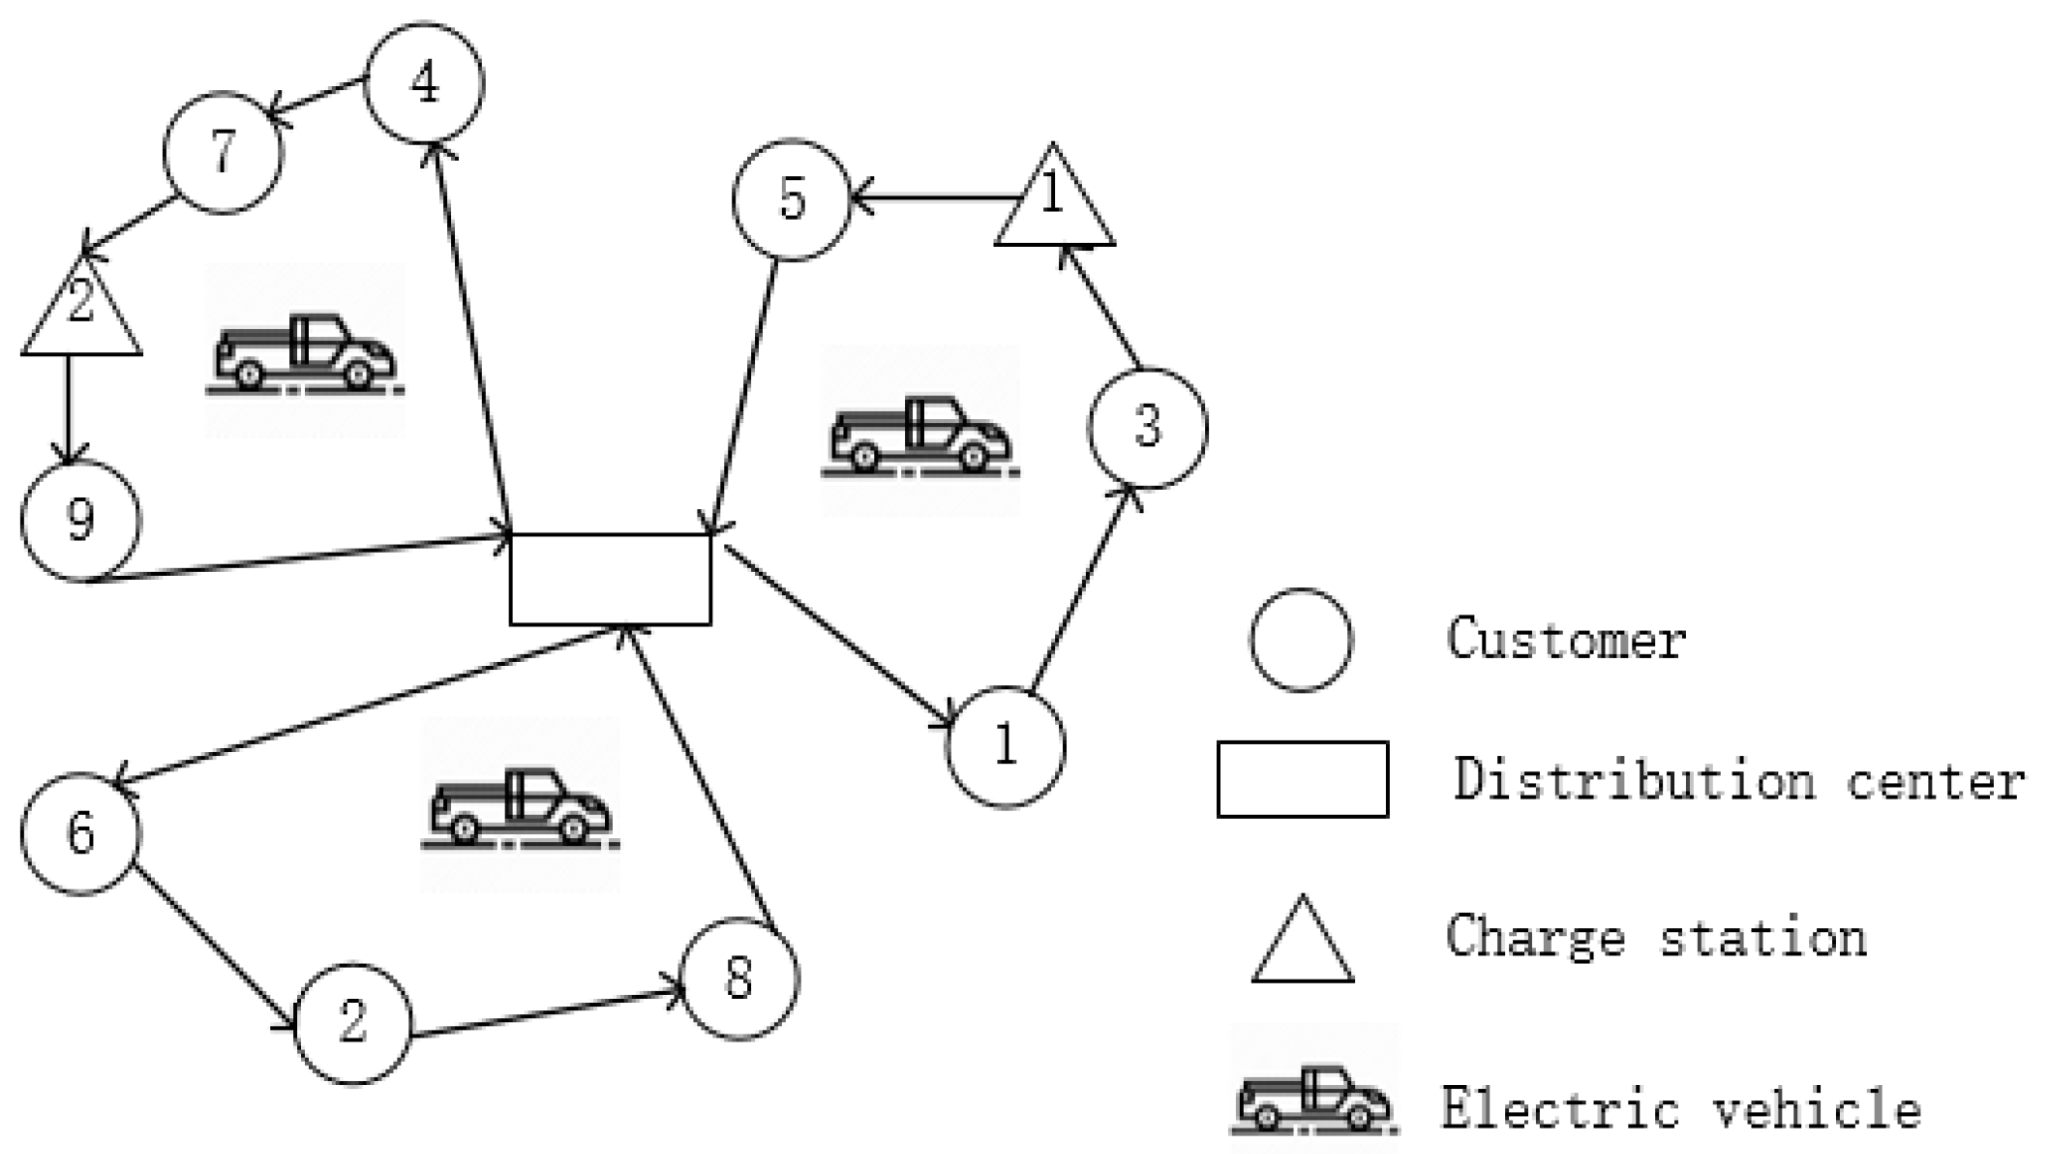 4
7
5
1
2
3
9
1
6
8
2
Customer
Distribution center
Charge station
Electric vehicle